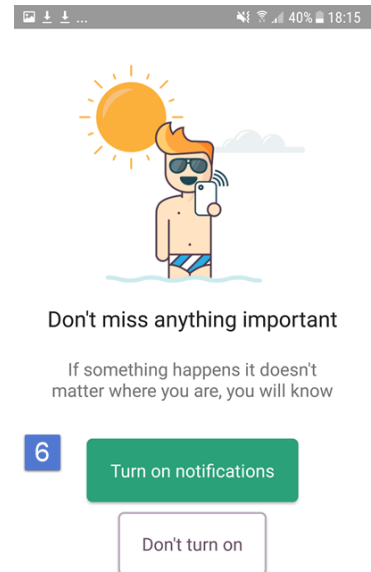 ... 40% 18:15
Don't miss anything important
If something happens it doesn't
matter where you are, you will know
6
Turn on notifications
Don't turn on